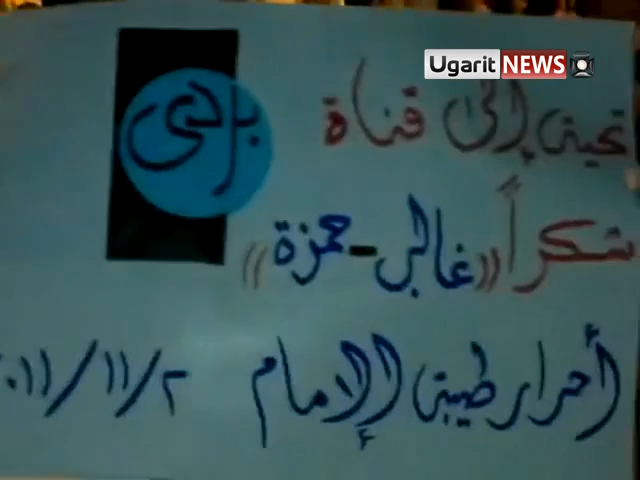 Ugarit NEWS
تحية إلى قناة
بردى
شكراً ((غالب-حمزة))
أحرار طيبة الإمام ٢/١١/٢٠١١